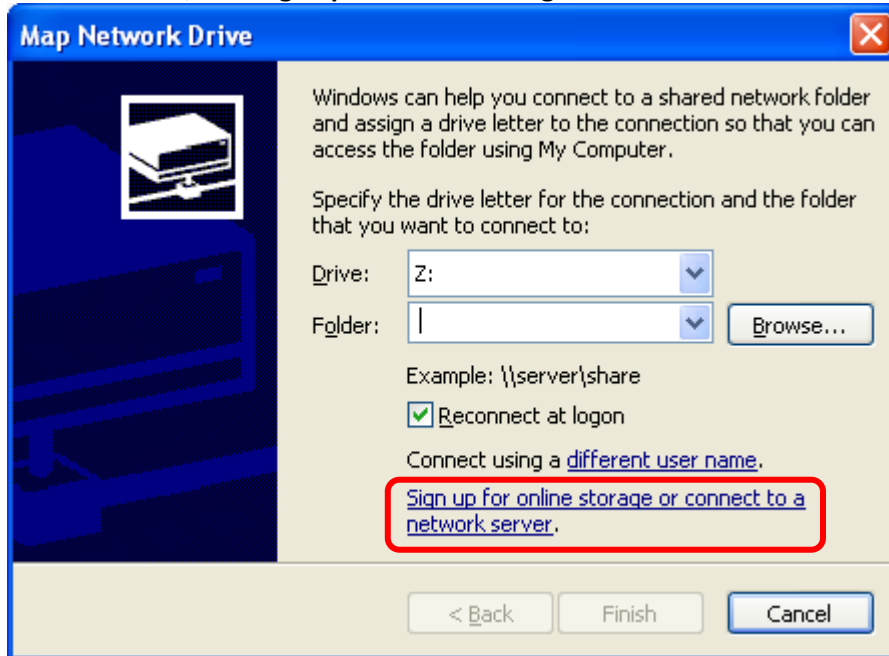 Map Network Drive
Windows can help you connect to a shared network folder
and assign a drive letter to the connection so that you can
access the folder using My Computer.
Specify the drive letter for the connection and the folder
that you want to connect to:
Drive: Z:
Folder: Browse...
Example: \\server\share
Reconnect at logon
Connect using a different user name.
Sign up for online storage or connect to a
network server.
< Back Finish Cancel